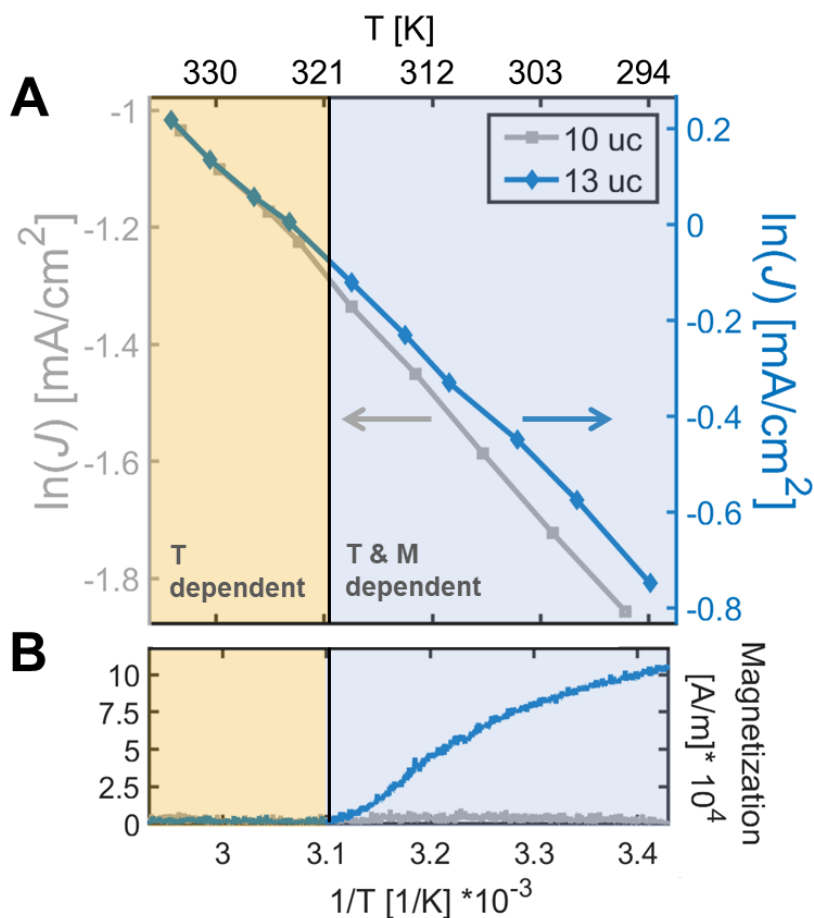 T [K]
330 321 312 303 294
A
-1
-1.2
-1.4
-1.6
-1.8
ln(J) [mA/cm²]
10 uc
13 uc
0.2
0
-0.2
-0.4
-0.6
-0.8
ln(J) [mA/cm²]
T
dependent
T & M
dependent
B
10
7.5
5
2.5
0
Magnetization
[A/m]* 10⁴
3 3.1 3.2 3.3 3.4
1/T [1/K] *10⁻³